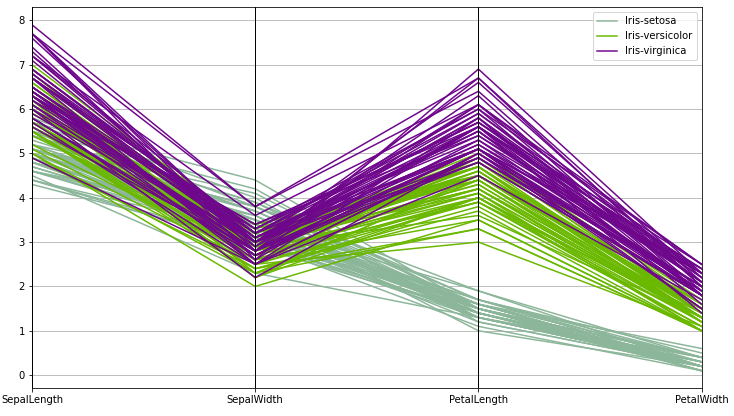 8
7
6
5
4
3
2
1
0
Iris-setosa
Iris-versicolor
Iris-virginica
SepalLength
SepalWidth
PetalLength
PetalWidth